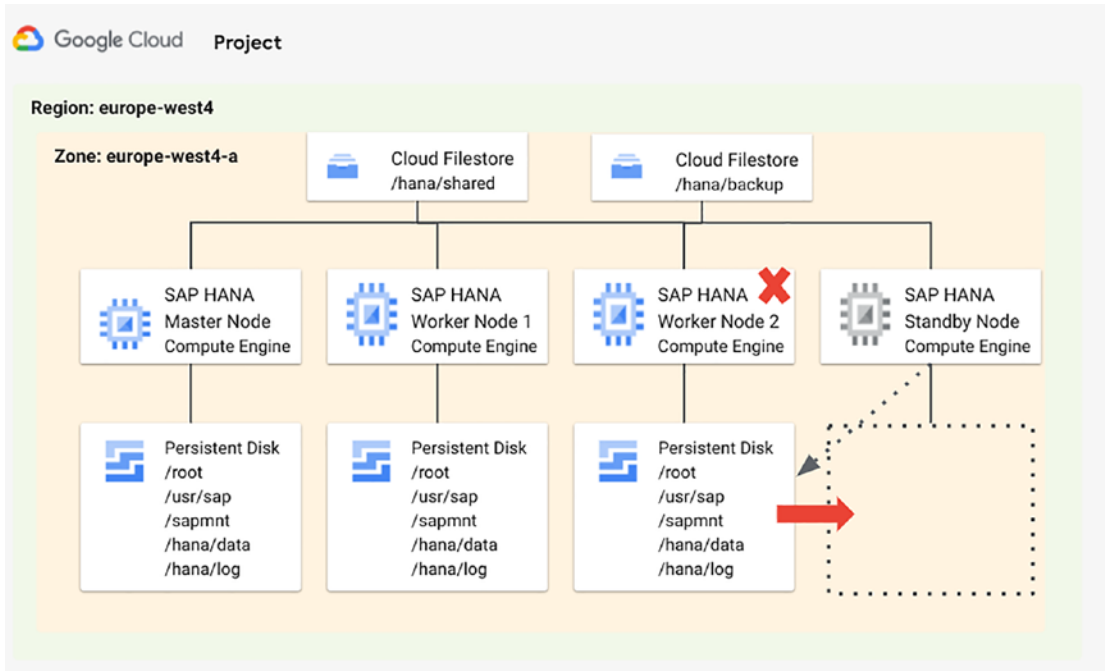 Google Cloud Project
Region: europe-west4
Zone: europe-west4-a
Cloud Filestore
/hana/shared
Cloud Filestore
/hana/backup
SAP HANA
Master Node
Compute Engine
SAP HANA
Worker Node 1
Compute Engine
SAP HANA
Worker Node 2
Compute Engine
SAP HANA
Standby Node
Compute Engine
Persistent Disk
/root
/usr/sap
/sapmnt
/hana/data
/hana/log
Persistent Disk
/root
/usr/sap
/sapmnt
/hana/data
/hana/log
Persistent Disk
/root
/usr/sap
/sapmnt
/hana/data
/hana/log